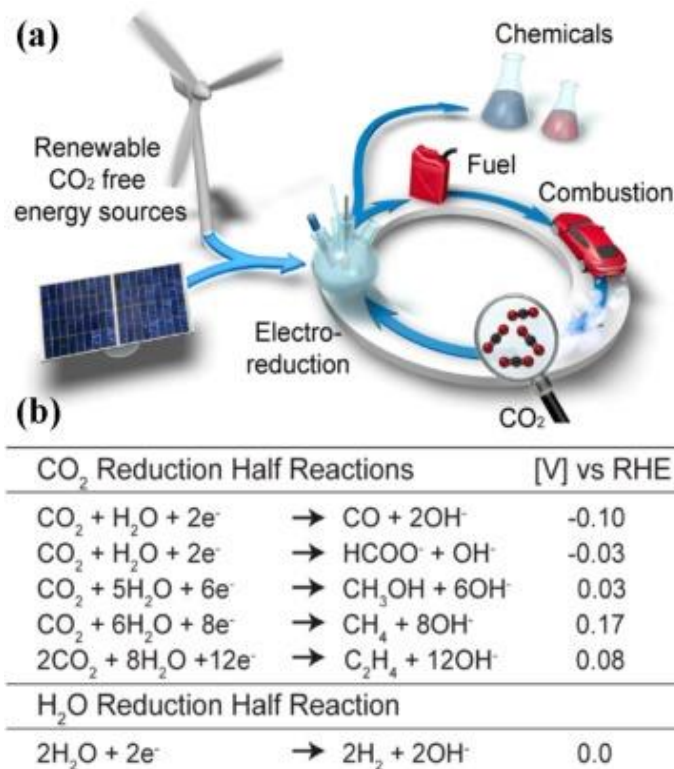 (a)
Chemicals
Renewable
CO₂ free
energy sources
Fuel
Combustion
Electro-
reduction
CO₂
(b)
CO₂ Reduction Half Reactions [V] vs RHE
CO₂ + H₂O + 2e⁻ → CO + 2OH⁻ -0.10
CO₂ + H₂O + 2e⁻ → HCOO⁻ + OH⁻ -0.03
CO₂ + 5H₂O + 6e⁻ → CH₃OH + 6OH⁻ 0.03
CO₂ + 6H₂O + 8e⁻ → CH₄ + 8OH⁻ 0.17
2CO₂ + 8H₂O +12e⁻ → C₂H₄ + 12OH⁻ 0.08
H₂O Reduction Half Reaction
2H₂O + 2e⁻ → 2H₂ + 2OH⁻ 0.0